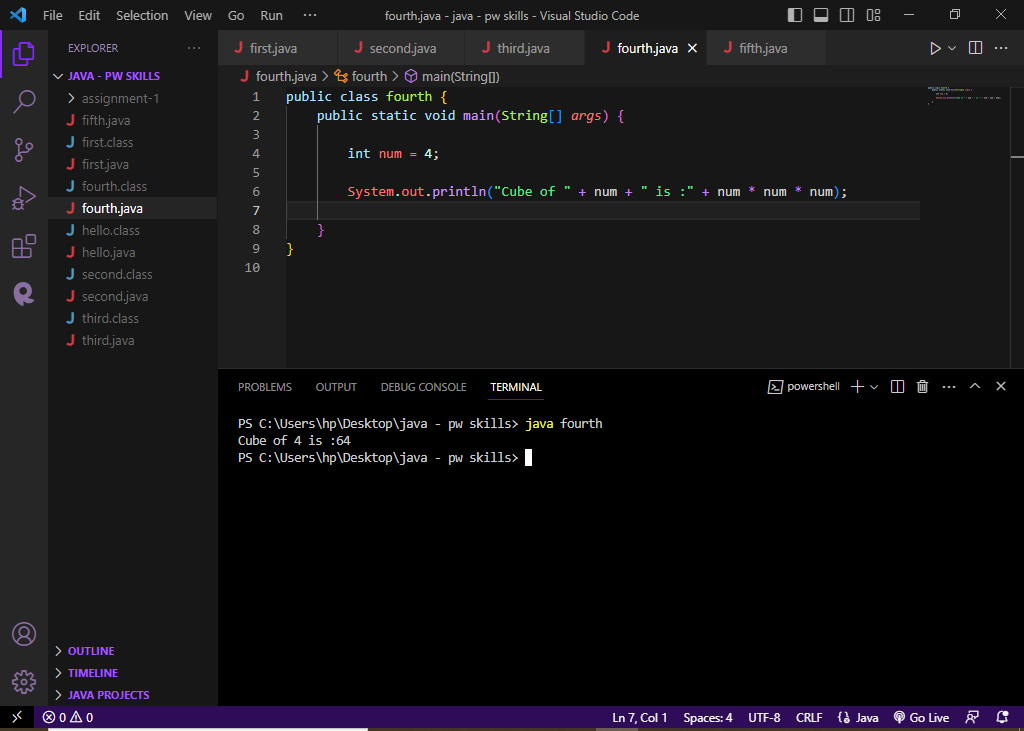 File Edit Selection View Go Run ··· fourth.java - java - pw skills - Visual Studio Code
EXPLORER ···
JAVA - PW SKILLS
assignment-1
fifth.java
first.class
first.java
fourth.class
fourth.java
hello.class
hello.java
second.class
second.java
third.class
third.java
OUTLINE
TIMELINE
JAVA PROJECTS
first.java second.java third.java fourth.java fifth.java
fourth.java > fourth > main(String[])
1 public class fourth {
2 public static void main(String[] args) {
3
4 int num = 4;
5
6 System.out.println("Cube of " + num + " is :" + num * num * num);
7
8 }
9 }
10
PROBLEMS OUTPUT DEBUG CONSOLE TERMINAL powershell
PS C:\Users\hp\Desktop\java - pw skills> java fourth
Cube of 4 is :64
PS C:\Users\hp\Desktop\java - pw skills>
0 0 Ln 7, Col 1 Spaces: 4 UTF-8 CRLF Java Go Live